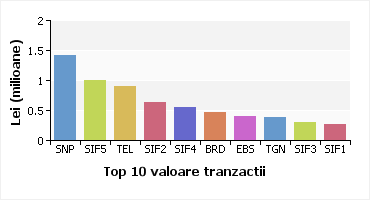 2
1.5
1
0.5
0
Lei (milioane)
SNP SIF5 TEL SIF2 SIF4 BRD EBS TGN SIF3 SIF1
Top 10 valoare tranzactii